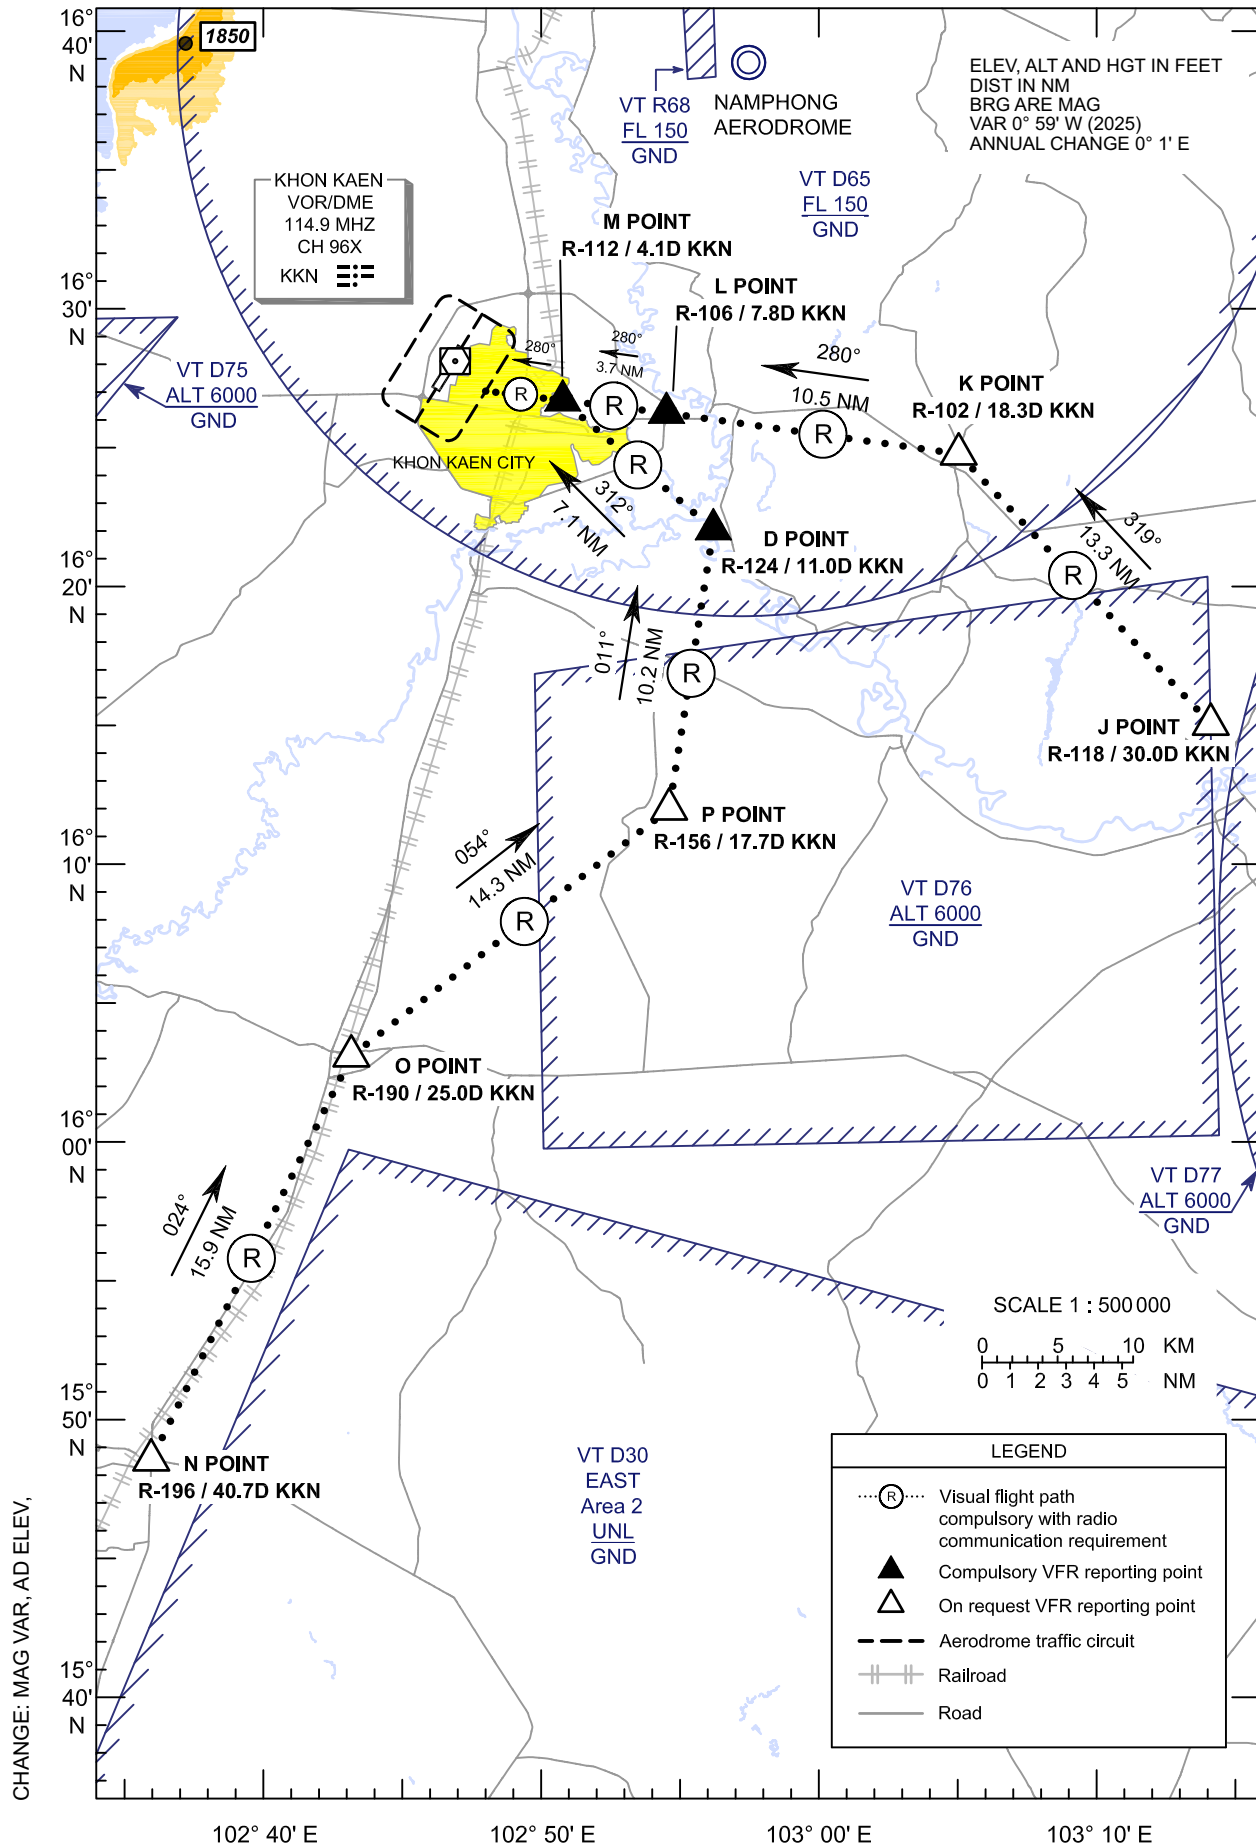 16°
40'
N
1850
VT R68
FL 150
GND
NAMPHONG
AERODROME
ELEV, ALT AND HGT IN FEET
DIST IN NM
BRG ARE MAG
VAR 0° 59' W (2025)
ANNUAL CHANGE 0° 1' E
VT D65
FL 150
GND
KHON KAEN
VOR/DME
114.9 MHZ
CH 96X
KKN
M POINT
R-112 / 4.1D KKN
L POINT
R-106 / 7.8D KKN
16°
30'
N
VT D75
ALT 6000
GND
280°
280°
3.7 NM
280°
10.5 NM
K POINT
R-102 / 18.3D KKN
R
R
R
KHON KAEN CITY
R
312°
7.1 NM
D POINT
R-124 / 11.0D KKN
319°
13.3 NM
R
16°
20'
N
011°
10.2 NM
R
J POINT
R-118 / 30.0D KKN
P POINT
R-156 / 17.7D KKN
16°
10'
N
054°
14.3 NM
R
VT D76
ALT 6000
GND
O POINT
R-190 / 25.0D KKN
16°
00'
N
VT D77
ALT 6000
GND
024°
15.9 NM
R
SCALE 1 : 500 000
0 5 10 KM
0 1 2 3 4 5 NM
15°
50'
N
N POINT
R-196 / 40.7D KKN
VT D30
EAST
Area 2
UNL
GND
LEGEND
R
Visual flight path
compulsory with radio
communication requirement
Compulsory VFR reporting point
On request VFR reporting point
Aerodrome traffic circuit
Railroad
Road
15°
40'
N
CHANGE: MAG VAR, AD ELEV,
102° 40' E
102° 50' E
103° 00' E
103° 10' E